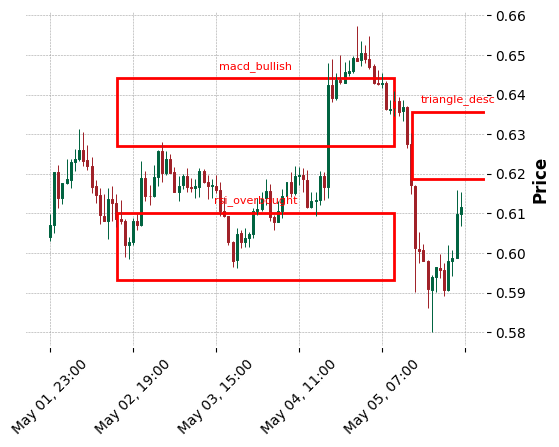 0.66
0.65
macd_bullish
0.64
triangle_desc
0.63
0.62
rsi_overbought
0.61
0.60
0.59
0.58
Price
May 01, 23:00
May 02, 19:00
May 03, 15:00
May 04, 11:00
May 05, 07:00